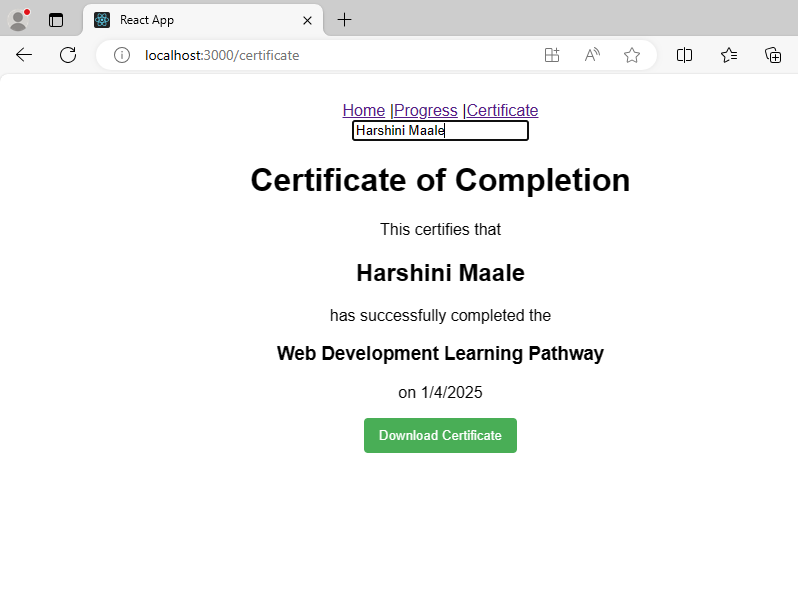 React App
localhost:3000/certificate
Home |Progress |Certificate
Harshini Maale
Certificate of Completion
This certifies that
Harshini Maale
has successfully completed the
Web Development Learning Pathway
on 1/4/2025
Download Certificate